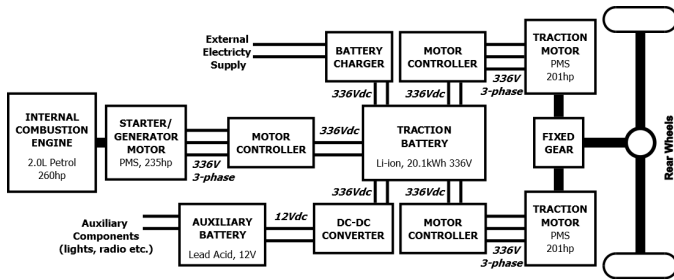 External
Electricty
Supply
BATTERY
CHARGER
MOTOR
CONTROLLER
TRACTION
MOTOR
PMS
201hp
336V
3-phase
336Vdc
336Vdc
INTERNAL
COMBUSTION
ENGINE
2.0L Petrol
260hp
STARTER/
GENERATOR
MOTOR
PMS, 235hp
336V
3-phase
MOTOR
CONTROLLER
336Vdc
TRACTION
BATTERY
Li-ion, 20.1kWh 336V
FIXED
GEAR
Rear Wheels
336Vdc
336Vdc
Auxiliary
Components
(lights, radio etc.)
AUXILIARY
BATTERY
Lead Acid, 12V
12Vdc
DC-DC
CONVERTER
MOTOR
CONTROLLER
336V
3-phase
TRACTION
MOTOR
PMS
201hp